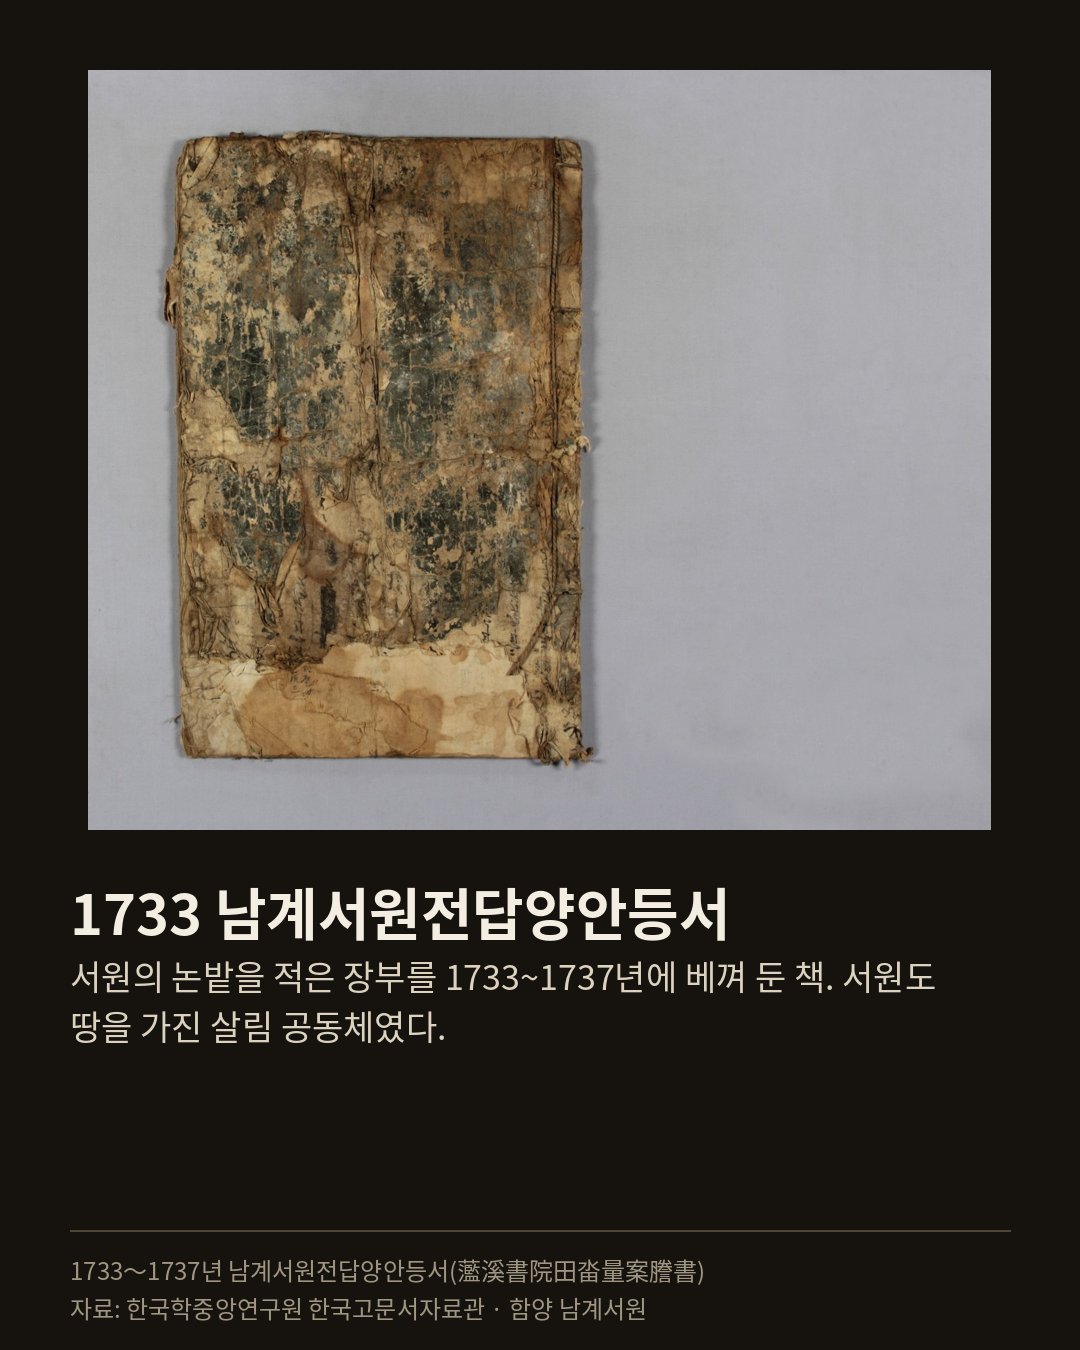 1733 남계서원전답양안등서
서원의 논밭을 적은 장부를 1733~1737년에 베껴 둔 책. 서원도
땅을 가진 살림 공동체였다.
1733～1737년 남계서원전답양안등서(灆溪書院田畓量案謄書)
자료: 한국학중앙연구원 한국고문서자료관 · 함양 남계서원